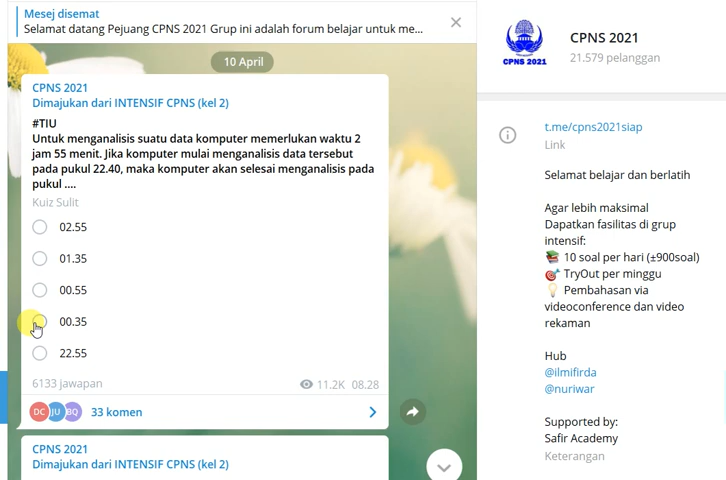 Mesej disemat
Selamat datang Pejuang CPNS 2021 Grup ini adalah forum belajar untuk me...
10 April
CPNS 2021
Dimajukan dari INTENSIF CPNS (kel 2)
#TIU
Untuk menganalisis suatu data komputer memerlukan waktu 2
jam 55 menit. Jika komputer mulai menganalisis data tersebut
pada pukul 22.40, maka komputer akan selesai menganalisis pada
pukul ....
Kuiz Sulit
02.55
01.35
00.55
00.35
22.55
6133 jawapan
11.2K 08.28
DC JU BQ 33 komen
CPNS 2021
Dimajukan dari INTENSIF CPNS (kel 2)
CPNS 2021
CPNS 2021
21.579 pelanggan
t.me/cpns2021siap
Link
Selamat belajar dan berlatih
Agar lebih maksimal
Dapatkan fasilitas di grup
intensif:
📚 10 soal per hari (±900soal)
🎯 TryOut per minggu
💡 Pembahasan via
videoconference dan video
rekaman
Hub
@ilmifirda
@nuriwar
Supported by:
Safir Academy
Keterangan